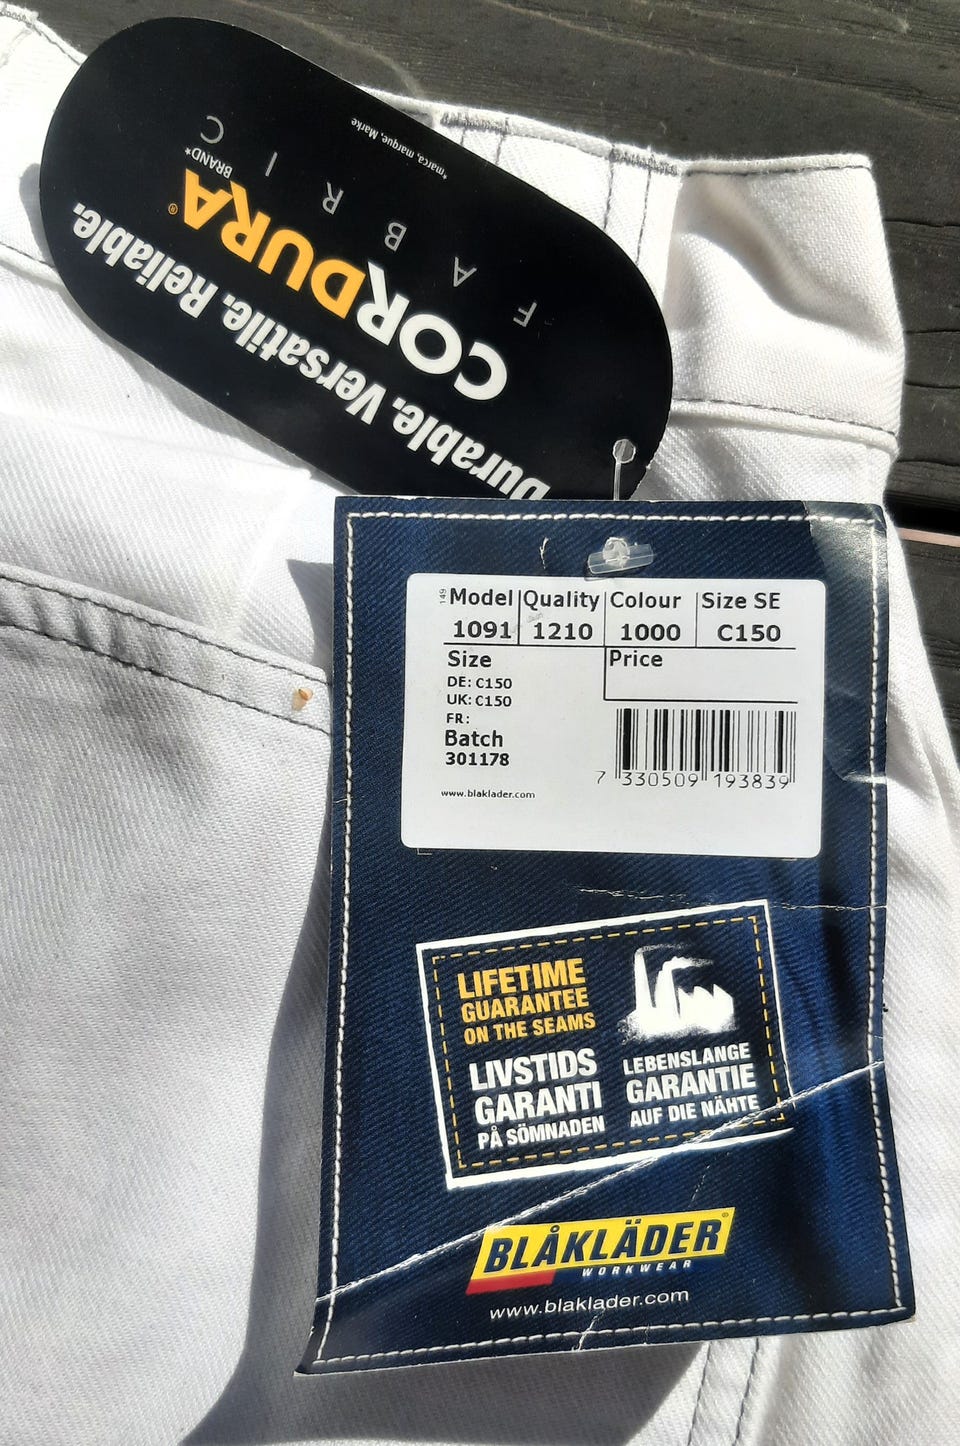 *marca, marque, Marke
FABRIC
CORDURA®
BRAND*
Durable. Versatile. Reliable.
149
Model Quality Colour Size SE
1091 1210 1000 C150
Size Price
DE: C150
UK: C150
FR:
Batch
301178
7 330509 193839
www.blaklader.com
LIFETIME
GUARANTEE
ON THE SEAMS
LIVSTIDS
GARANTI
PÅ SÖMNADEN
LEBENSLANGE
GARANTIE
AUF DIE NÄHTE
BLÅKLÄDER®
WORKWEAR
www.blaklader.com